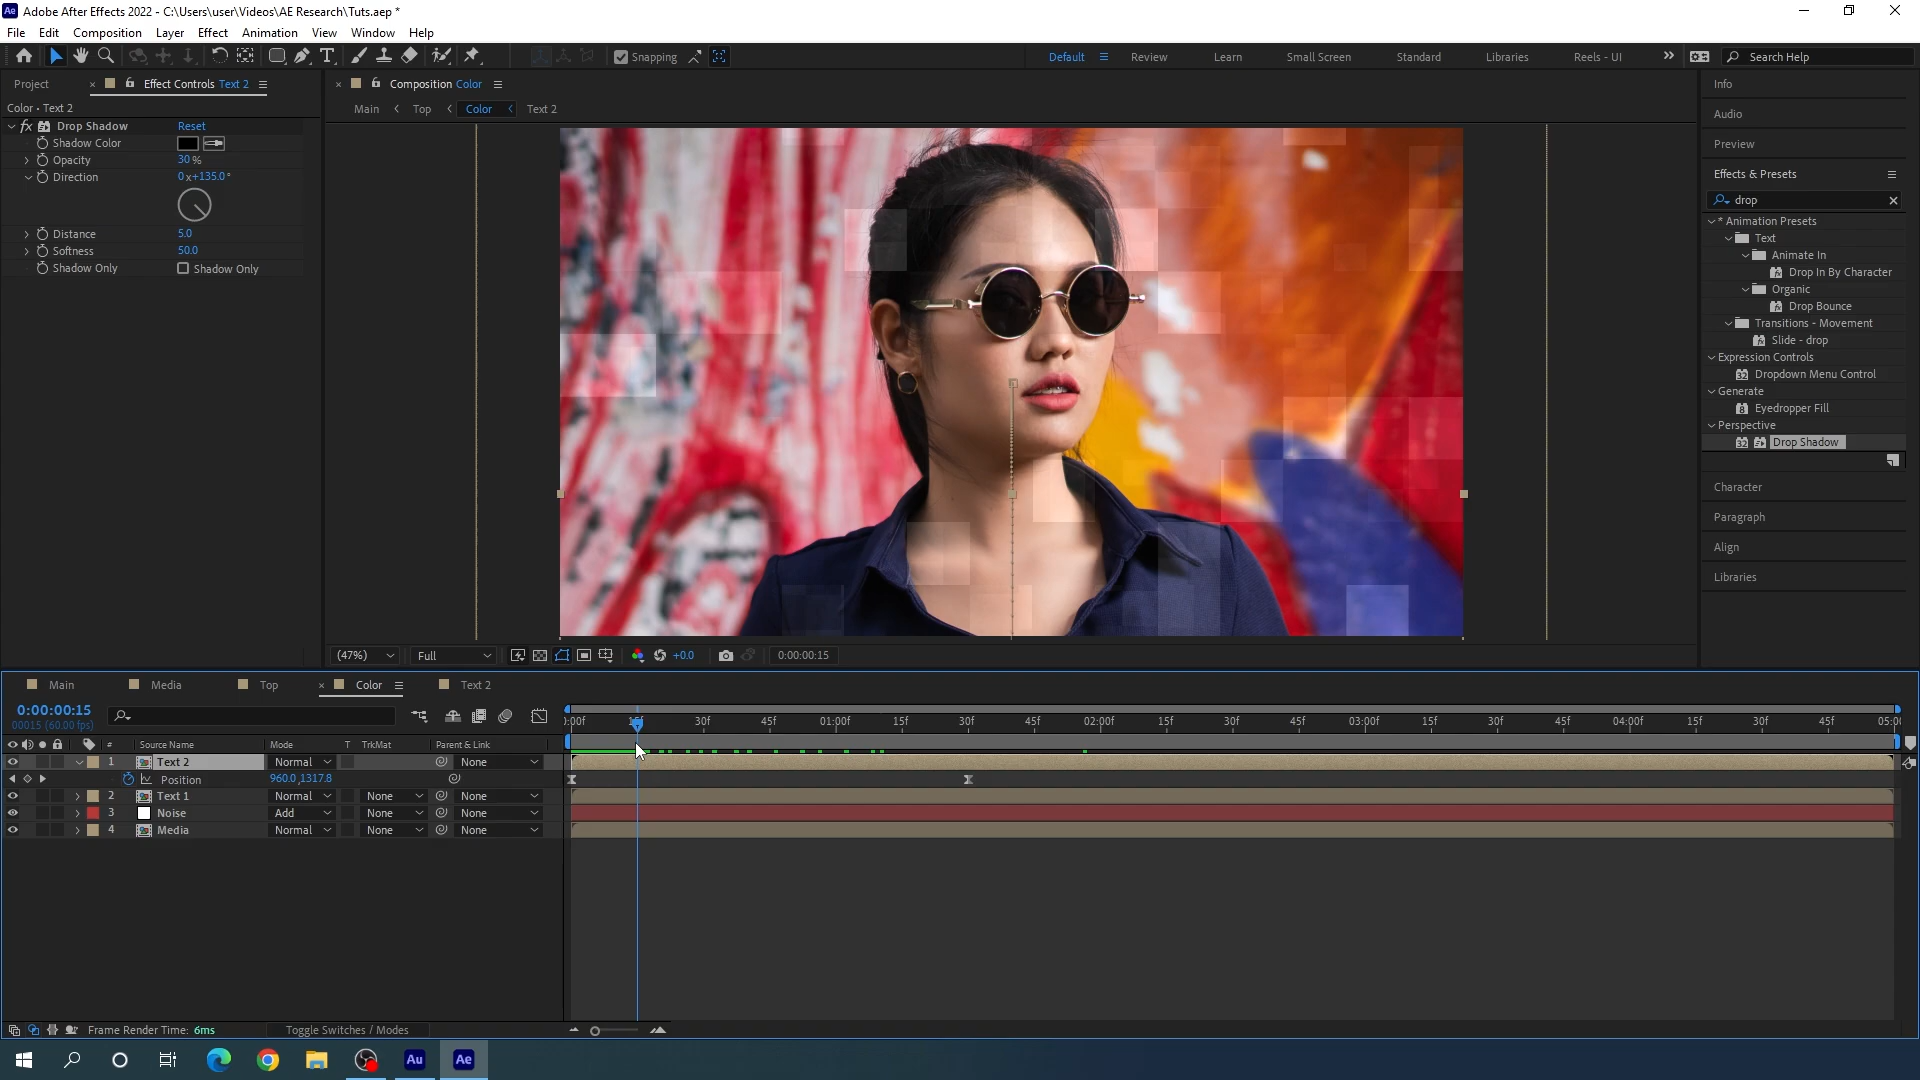 Ae Adobe After Effects 2022 - C:\Users\user\Videos\AE Research\Tuts.aep *
File Edit Composition Layer Effect Animation View Window Help
Snapping
Default Review Learn Small Screen Standard Libraries Reels - UI Search Help
Project Effect Controls Text 2
Color • Text 2
fx Drop Shadow Reset
Shadow Color
Opacity 30 %
Direction 0 x+135.0°
Distance 5.0
Softness 50.0
Shadow Only Shadow Only
Composition Color
Main Top Color Text 2
(47%) Full +0.0 0:00:00:15
Info
Audio
Preview
Effects & Presets
drop
* Animation Presets
Text
Animate In
Drop In By Character
Organic
Drop Bounce
Transitions - Movement
Slide - drop
Expression Controls
Dropdown Menu Control
Generate
Eyedropper Fill
Perspective
Drop Shadow
Character
Paragraph
Align
Libraries
Main Media Top Color Text 2
0:00:00:15
00015 (60.00 fps)
# Source Name Mode T TrkMat Parent & Link
1 Text 2 Normal None
Position 960.0,1317.8
2 Text 1 Normal None None
3 Noise Add None None
4 Media Normal None None
:00f 15f 30f 45f 01:00f 15f 30f 45f 02:00f 15f 30f 45f 03:00f 15f 30f 45f 04:00f 15f 30f 45f 05:00
Frame Render Time: 6ms Toggle Switches / Modes
Au Ae